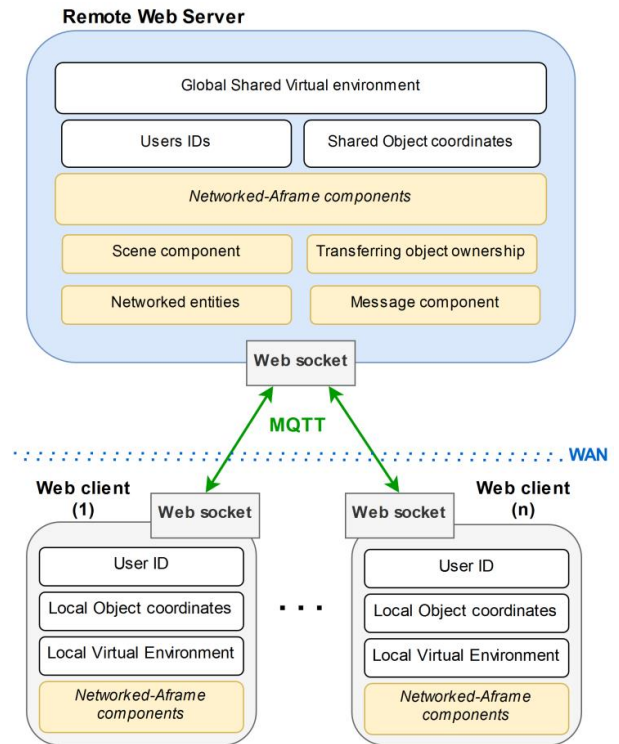 Remote Web Server
Global Shared Virtual environment
Users IDs
Shared Object coordinates
Networked-Aframe components
Scene component
Transferring object ownership
Networked entities
Message component
Web socket
MQTT
WAN
Web client
(1)
Web socket
User ID
Local Object coordinates
Local Virtual Environment
Networked-Aframe
components
. . .
Web client
(n)
Web socket
User ID
Local Object coordinates
Local Virtual Environment
Networked-Aframe
components